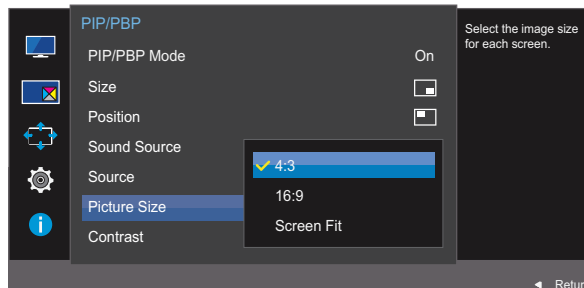 PIP/PBP
PIP/PBP Mode On
Size
Position
Sound Source
Source
Picture Size
Contrast
4:3
16:9
Screen Fit
Select the image size
for each screen.
Retur